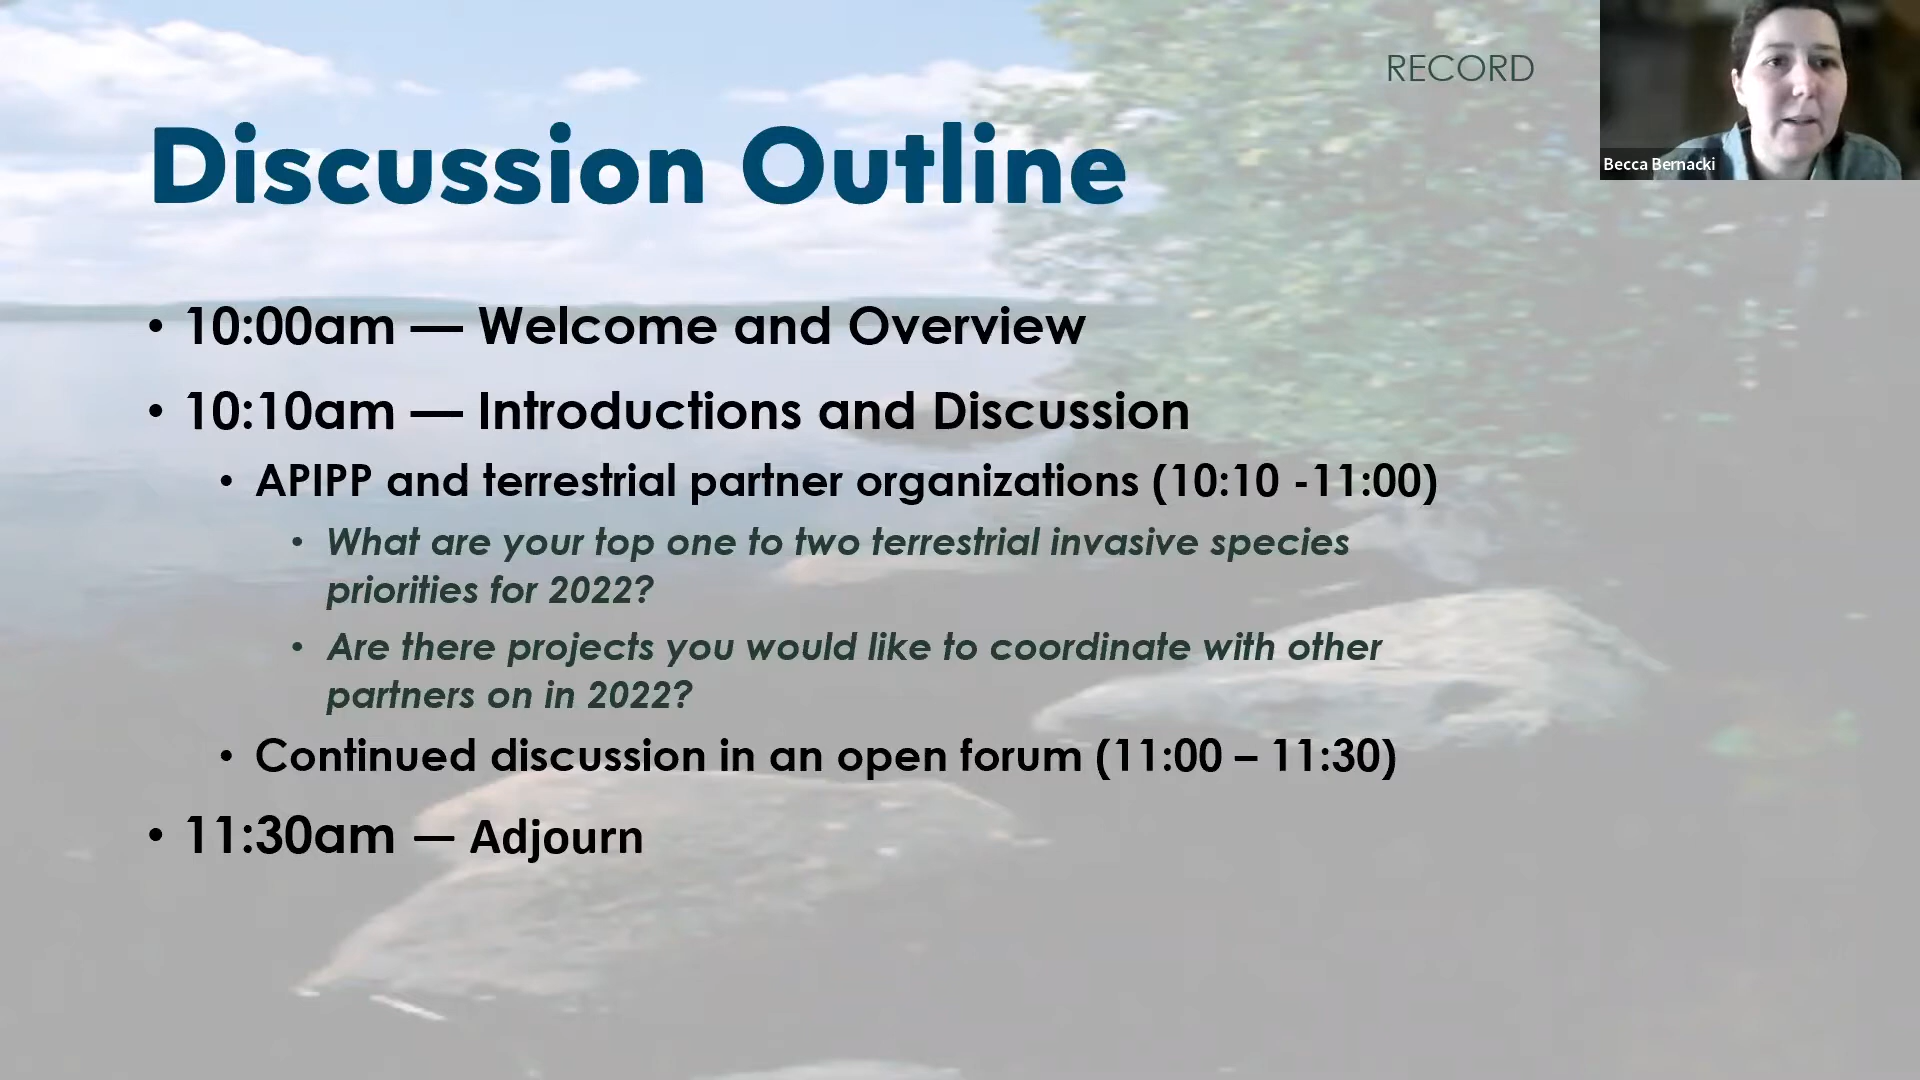 RECORD
Becca Bernacki
Discussion Outline
• 10:00am — Welcome and Overview
• 10:10am — Introductions and Discussion
• APIPP and terrestrial partner organizations (10:10 -11:00)
• What are your top one to two terrestrial invasive species
priorities for 2022?
• Are there projects you would like to coordinate with other
partners on in 2022?
• Continued discussion in an open forum (11:00 – 11:30)
• 11:30am — Adjourn